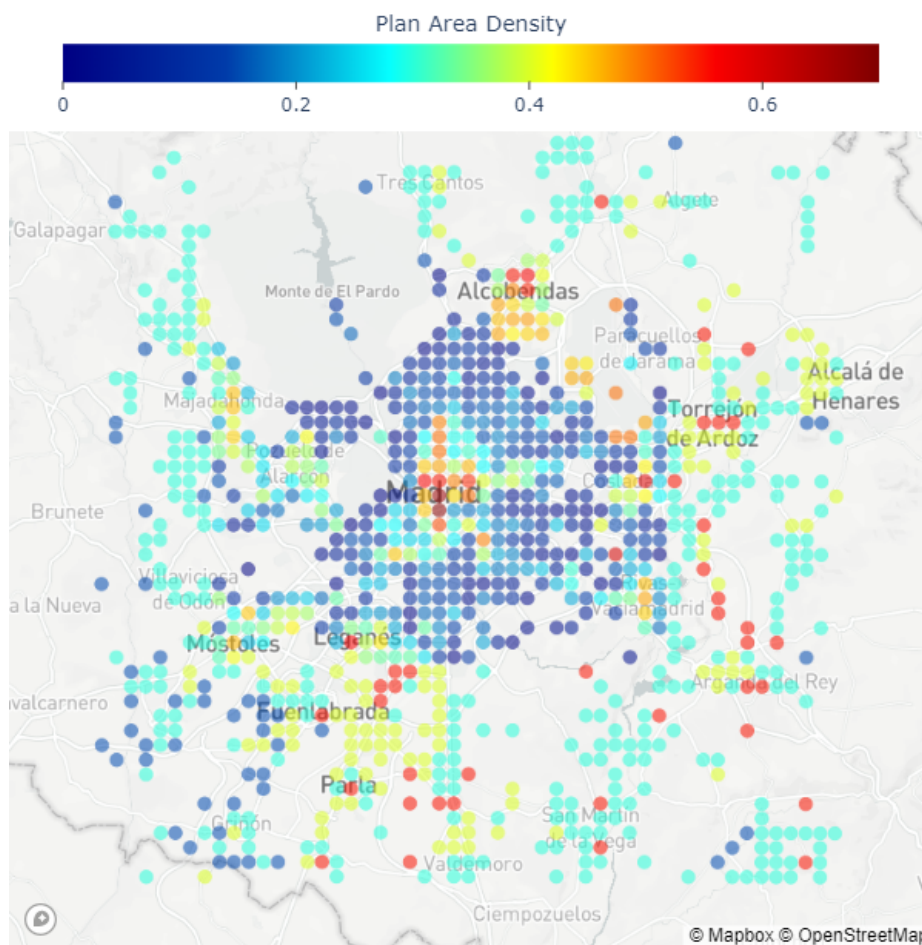 Plan Area Density
0 0.2 0.4 0.6
Tres Cantos
Algete
Galapagar
Monte de El Pardo
Alcobendas
Paracuellos
de Jarama
Alcalá de
Henares
Majadahonda
Torrejón
de Ardoz
Pozuelo de
Alarcón
Coslada
Madrid
Brunete
Villaviciosa
de Odón
a la Nueva
Rivas
Vaciamadrid
Móstoles
Leganés
Arganda del Rey
avalcarnero
Fuenlabrada
Parla
Griñón
San Martín
de la Vega
Valdemoro
Ciempozuelos
© Mapbox © OpenStreetMap